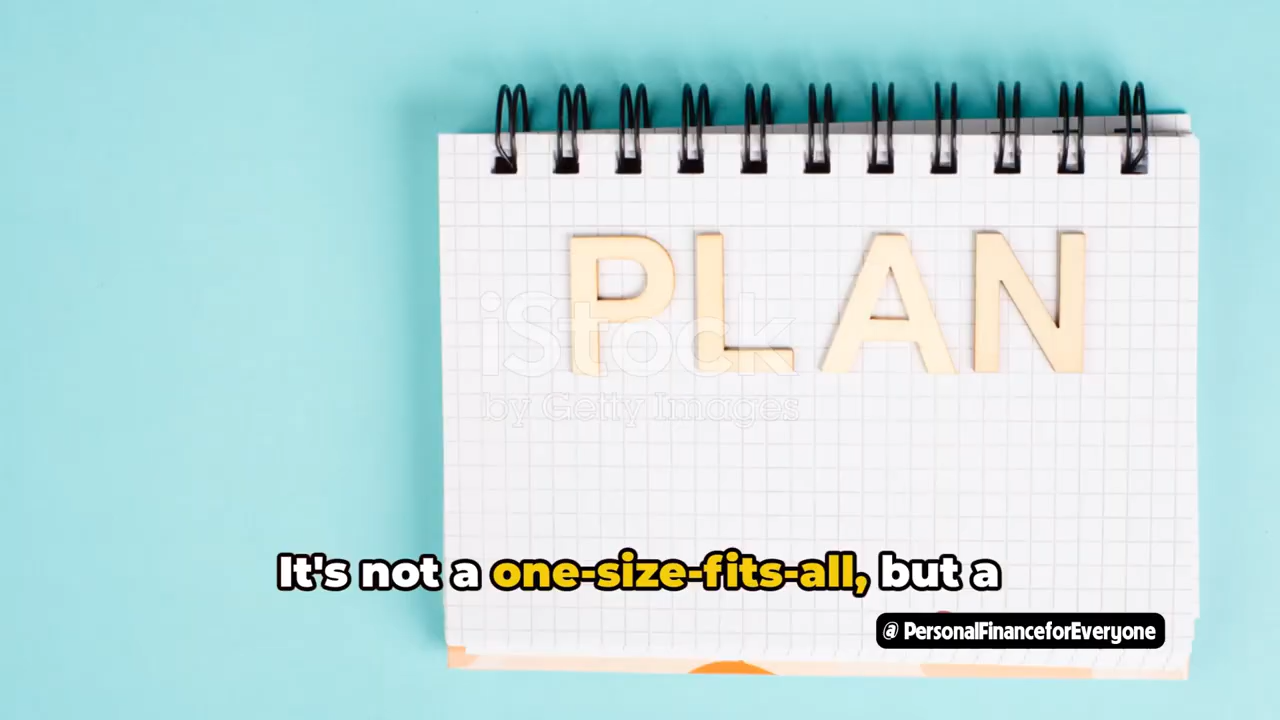 PLAN
iStock
by Getty Images
It's not a one-size-fits-all, but a
@ PersonalFinanceforEveryone